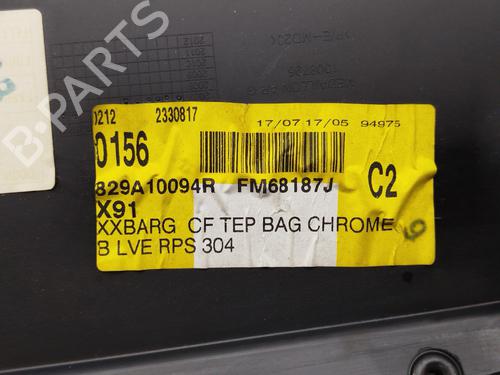 0212 2330817
17/07 17/05 94975
0156
829A10094R FM68187J C2
X91
XXBARG CF TEP BAG CHROME
B LVE RPS 304
B-PARTS